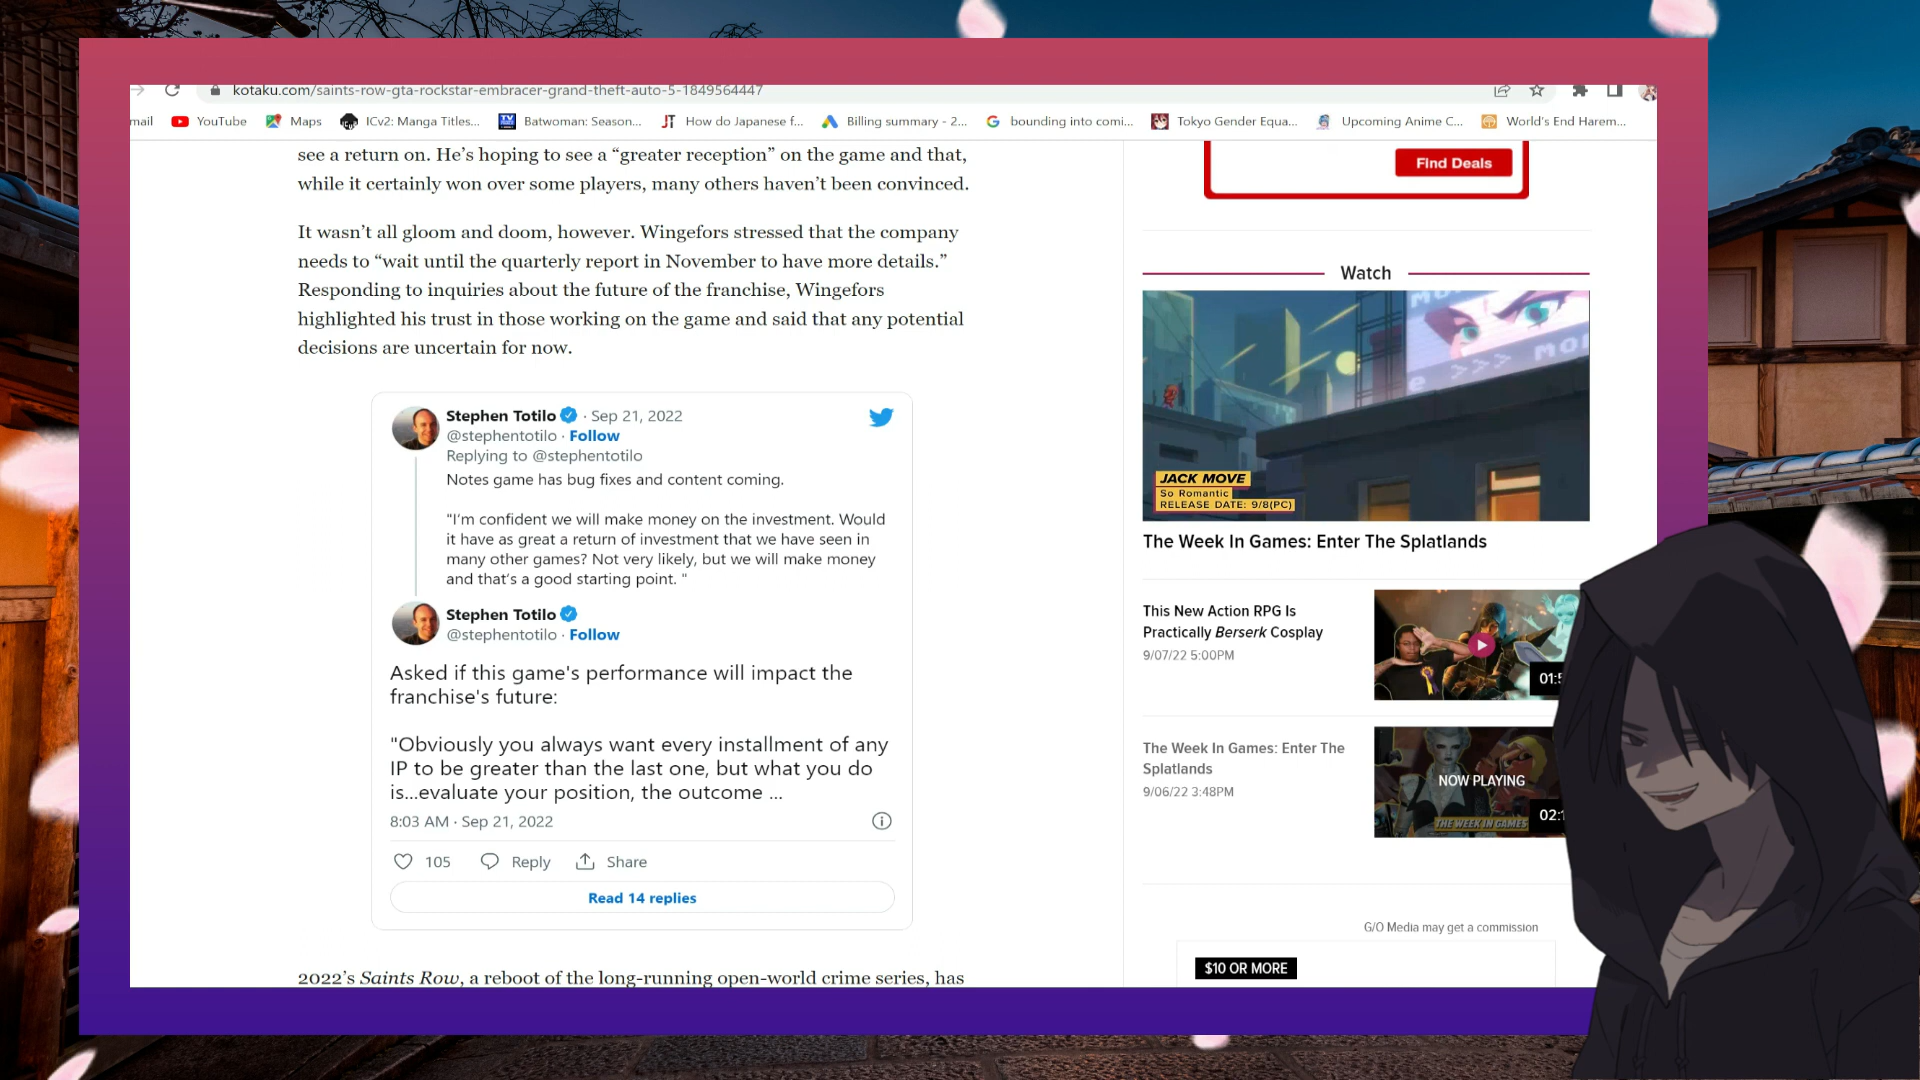 kotaku.com/saints-row-gta-rockstar-embracer-grand-theft-auto-5-1849564447
mail YouTube Maps ICv2: Manga Titles... Batwoman: Season... How do Japanese f... Billing summary - 2... bounding into comi... Tokyo Gender Equa... Upcoming Anime C... World's End Harem...
see a return on. He’s hoping to see a “greater reception” on the game and that,
while it certainly won over some players, many others haven’t been convinced.
It wasn’t all gloom and doom, however. Wingefors stressed that the company
needs to “wait until the quarterly report in November to have more details.”
Responding to inquiries about the future of the franchise, Wingefors
highlighted his trust in those working on the game and said that any potential
decisions are uncertain for now.
Stephen Totilo · Sep 21, 2022
@stephentotilo · Follow
Replying to @stephentotilo
Notes game has bug fixes and content coming.
"I'm confident we will make money on the investment. Would
it have as great a return of investment that we have seen in
many other games? Not very likely, but we will make money
and that's a good starting point. "
Stephen Totilo
@stephentotilo · Follow
Asked if this game's performance will impact the
franchise's future:
"Obviously you always want every installment of any
IP to be greater than the last one, but what you do
is...evaluate your position, the outcome ...
8:03 AM · Sep 21, 2022
105 Reply Share
Read 14 replies
2022’s Saints Row, a reboot of the long-running open-world crime series, has
Find Deals
Watch
JACK MOVE
So Romantic
RELEASE DATE: 9/8(PC)
The Week In Games: Enter The Splatlands
This New Action RPG Is
Practically Berserk Cosplay
9/07/22 5:00PM
The Week In Games: Enter The
Splatlands
9/06/22 3:48PM
NOW PLAYING
THE WEEK IN GAMES
G/O Media may get a commission
$10 OR MORE